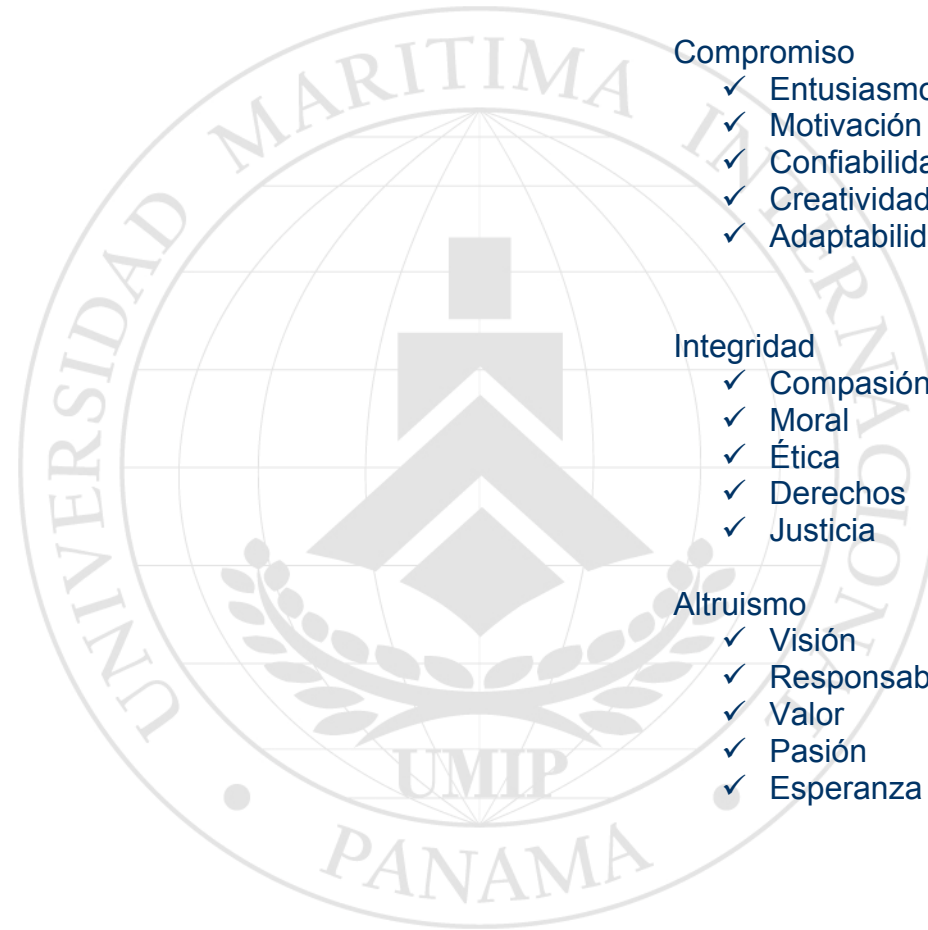 UNIVERSIDAD MARITIMA INTERNACIONAL
Compromiso
✓ Entusiasmo
✓ Motivación
✓ Confiabilida
✓ Creatividad
✓ Adaptabilid
Integridad
✓ Compasión
✓ Moral
✓ Ética
✓ Derechos
✓ Justicia
Altruismo
✓ Visión
✓ Responsab
✓ Valor
✓ Pasión
✓ Esperanza
UMIP
PANAMA